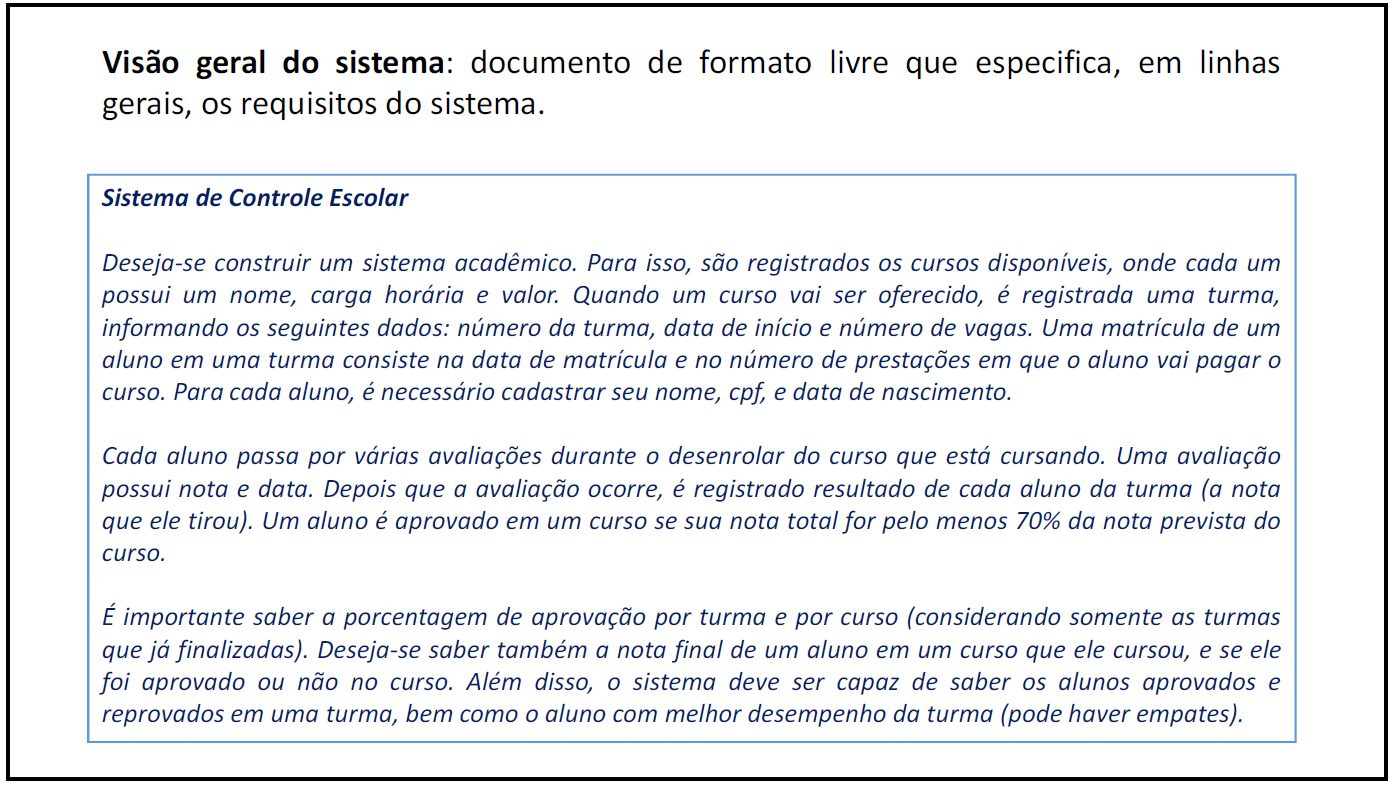 Visão geral do sistema: documento de formato livre que especifica, em linhas
gerais, os requisitos do sistema.
Sistema de Controle Escolar
Deseja-se construir um sistema acadêmico. Para isso, são registrados os cursos disponíveis, onde cada um
possui um nome, carga horária e valor. Quando um curso vai ser oferecido, é registrada uma turma,
informando os seguintes dados: número da turma, data de início e número de vagas. Uma matrícula de um
aluno em uma turma consiste na data de matrícula e no número de prestações em que o aluno vai pagar o
curso. Para cada aluno, é necessário cadastrar seu nome, cpf, e data de nascimento.
Cada aluno passa por várias avaliações durante o desenrolar do curso que está cursando. Uma avaliação
possui nota e data. Depois que a avaliação ocorre, é registrado resultado de cada aluno da turma (a nota
que ele tirou). Um aluno é aprovado em um curso se sua nota total for pelo menos 70% da nota prevista do
curso.
É importante saber a porcentagem de aprovação por turma e por curso (considerando somente as turmas
que já finalizadas). Deseja-se saber também a nota final de um aluno em um curso que ele cursou, e se ele
foi aprovado ou não no curso. Além disso, o sistema deve ser capaz de saber os alunos aprovados e
reprovados em uma turma, bem como o aluno com melhor desempenho da turma (pode haver empates).